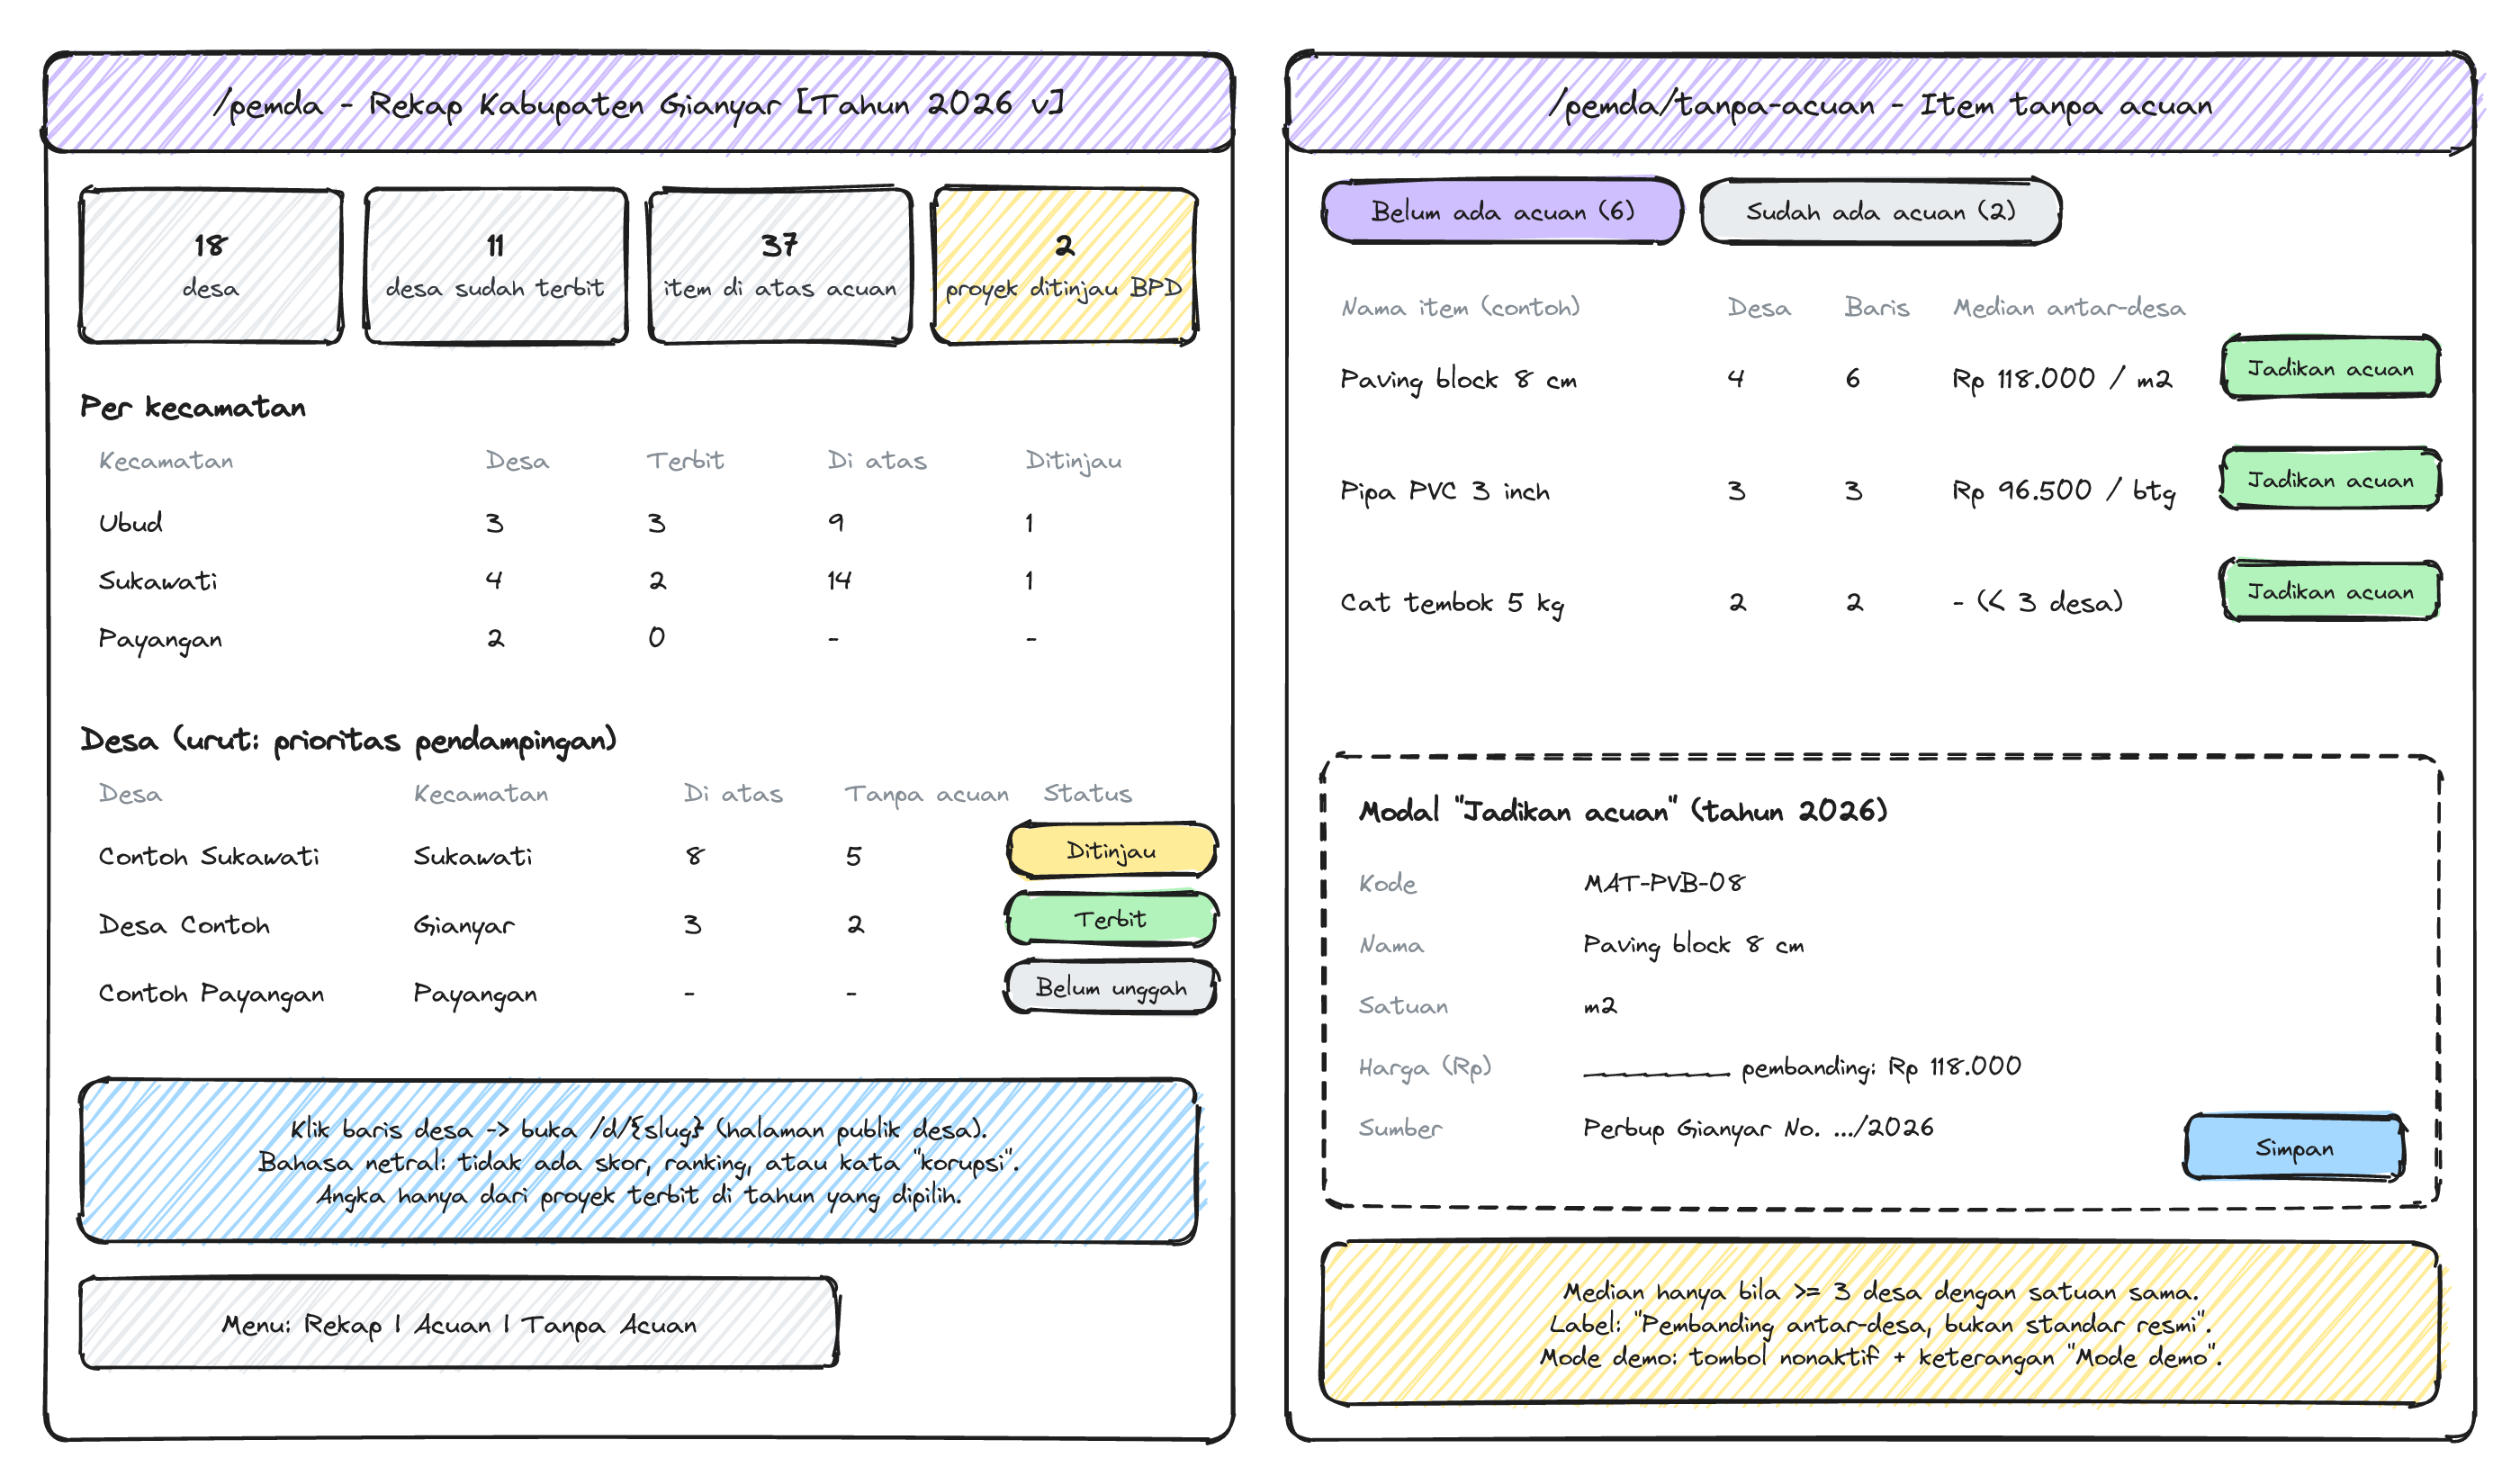 /pemda - Rekap Kabupaten Gianyar [Tahun 2026 v]
18
desa
11
desa sudah terbit
37
item di atas acuan
2
proyek ditinjau BPD
Per kecamatan
Kecamatan Desa Terbit Di atas Ditinjau
Ubud 3 3 9 1
Sukawati 4 2 14 1
Payangan 2 0 - -
Desa (urut: prioritas pendampingan)
Desa Kecamatan Di atas Tanpa acuan Status
Contoh Sukawati Sukawati 8 5 Ditinjau
Desa Contoh Gianyar 3 2 Terbit
Contoh Payangan Payangan - - Belum unggah
Klik baris desa -> buka /d/{slug} (halaman publik desa).
Bahasa netral: tidak ada skor, ranking, atau kata "korupsi".
Angka hanya dari proyek terbit di tahun yang dipilih.
Menu: Rekap | Acuan | Tanpa Acuan
/pemda/tanpa-acuan - Item tanpa acuan
Belum ada acuan (6)
Sudah ada acuan (2)
Nama item (contoh) Desa Baris Median antar-desa
Paving block 8 cm 4 6 Rp 118.000 / m2 Jadikan acuan
Pipa PVC 3 inch 3 3 Rp 96.500 / btg Jadikan acuan
Cat tembok 5 kg 2 2 - (< 3 desa) Jadikan acuan
Modal "Jadikan acuan" (tahun 2026)
Kode MAT-PVB-08
Nama Paving block 8 cm
Satuan m2
Harga (Rp) ________ pembanding: Rp 118.000
Sumber Perbup Gianyar No. .../2026
Simpan
Median hanya bila >= 3 desa dengan satuan sama.
Label: "Pembanding antar-desa, bukan standar resmi".
Mode demo: tombol nonaktif + keterangan "Mode demo".